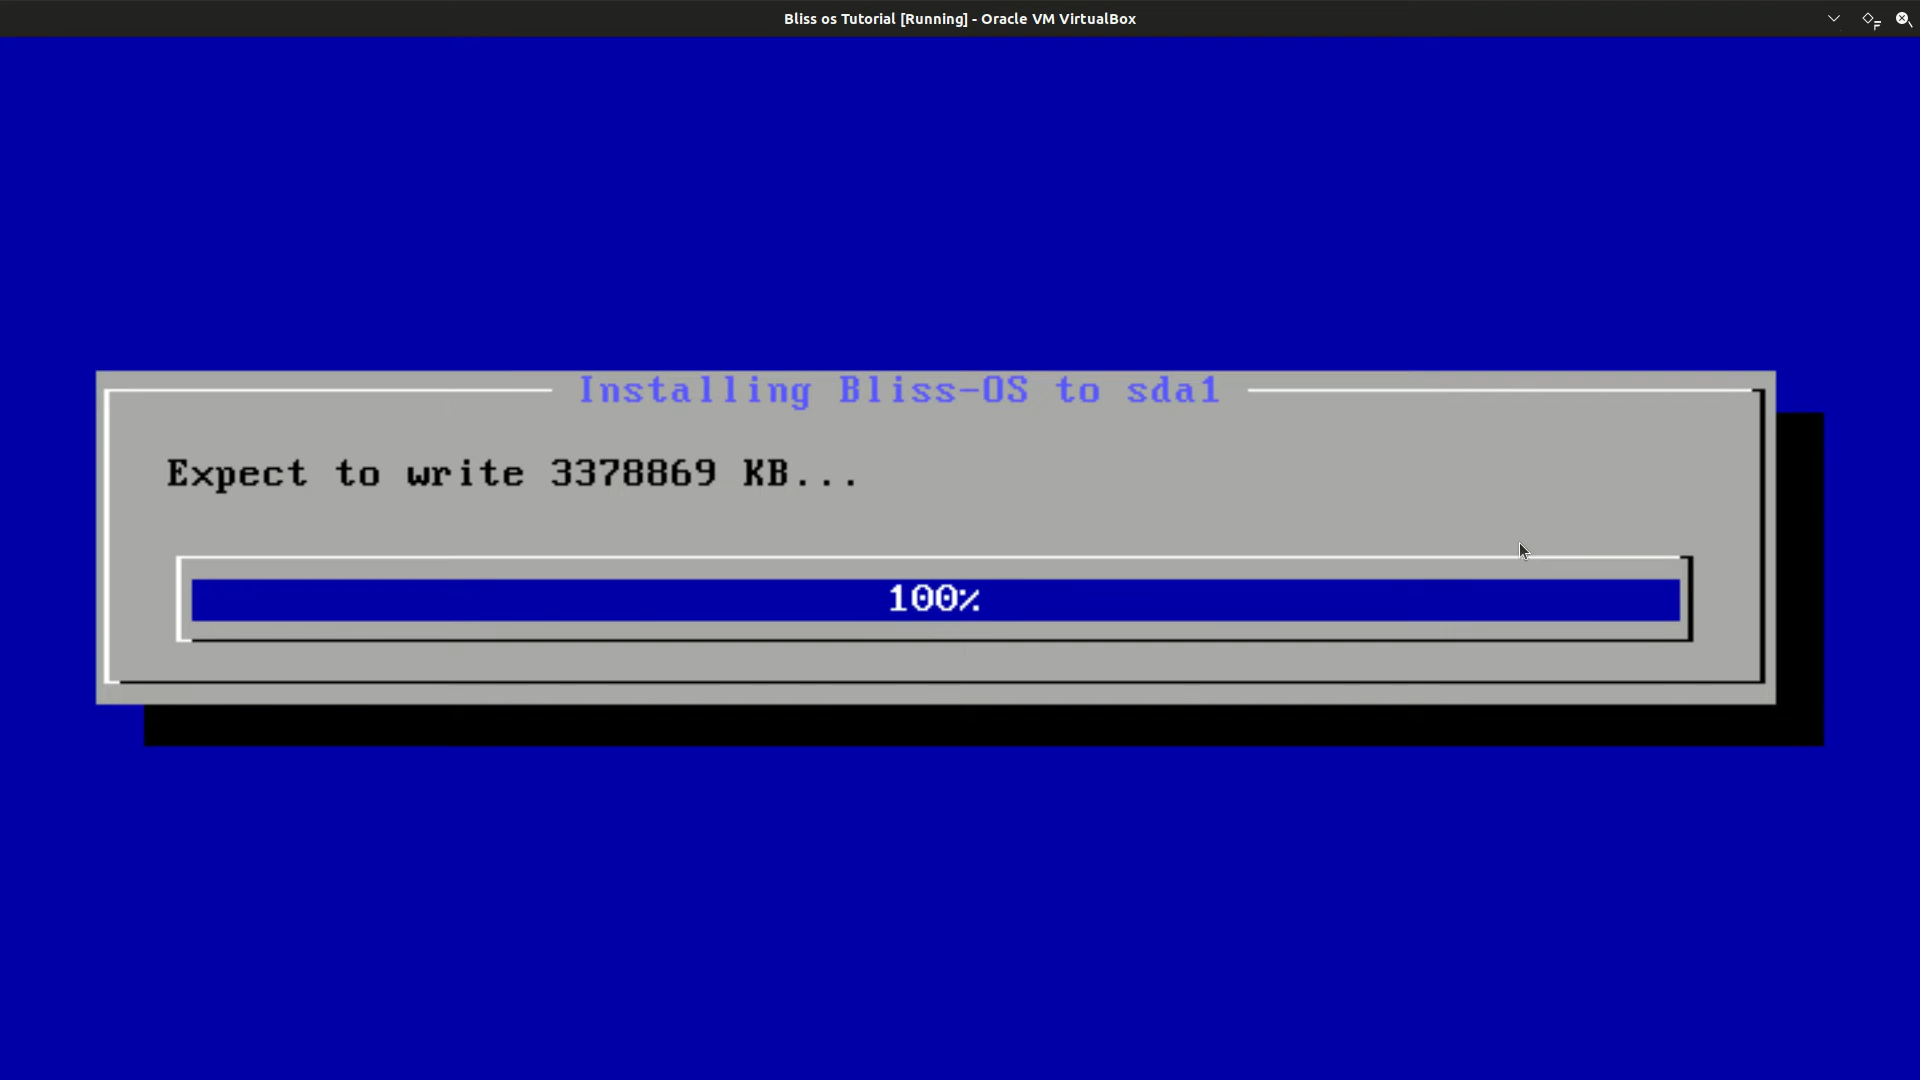 Bliss os Tutorial [Running] - Oracle VM VirtualBox
Installing Bliss-OS to sda1
Expect to write 3378869 KB...
100%